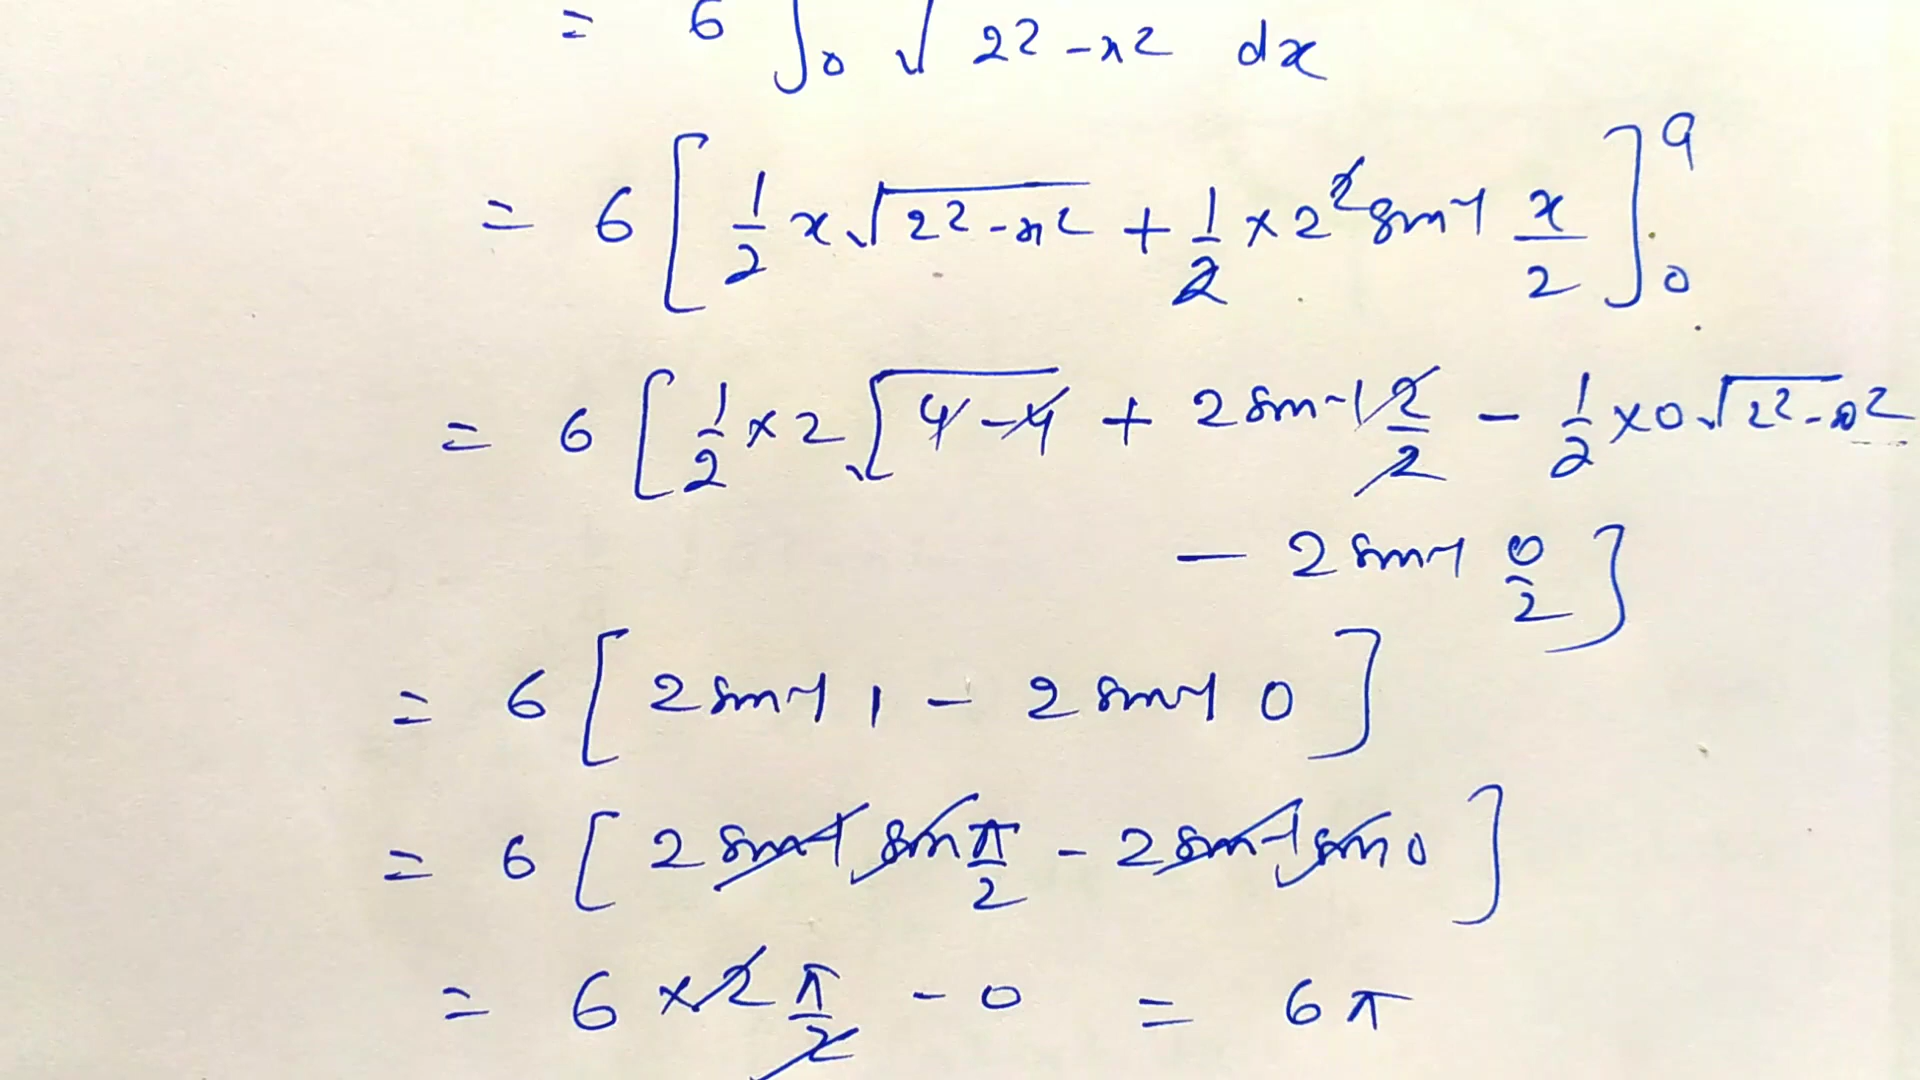 = 6 ∫₀ √ 2² - x² dx
= 6 [ 1/2 x √(2² - x²) + 1/2 × 2² sin⁻¹ x/2 ]₀^a
= 6 [ 1/2 × 2 √(4 - 4) + 2 sin⁻¹ 2/2 - 1/2 × 0 √(2² - 0²)
- 2 sin⁻¹ 0/2 ]
= 6 [ 2 sin⁻¹ 1 - 2 sin⁻¹ 0 ]
= 6 [ 2 sin⁻¹ sin π/2 - 2 sin⁻¹ sin 0 ]
= 6 × 2 π/2 - 0 = 6π